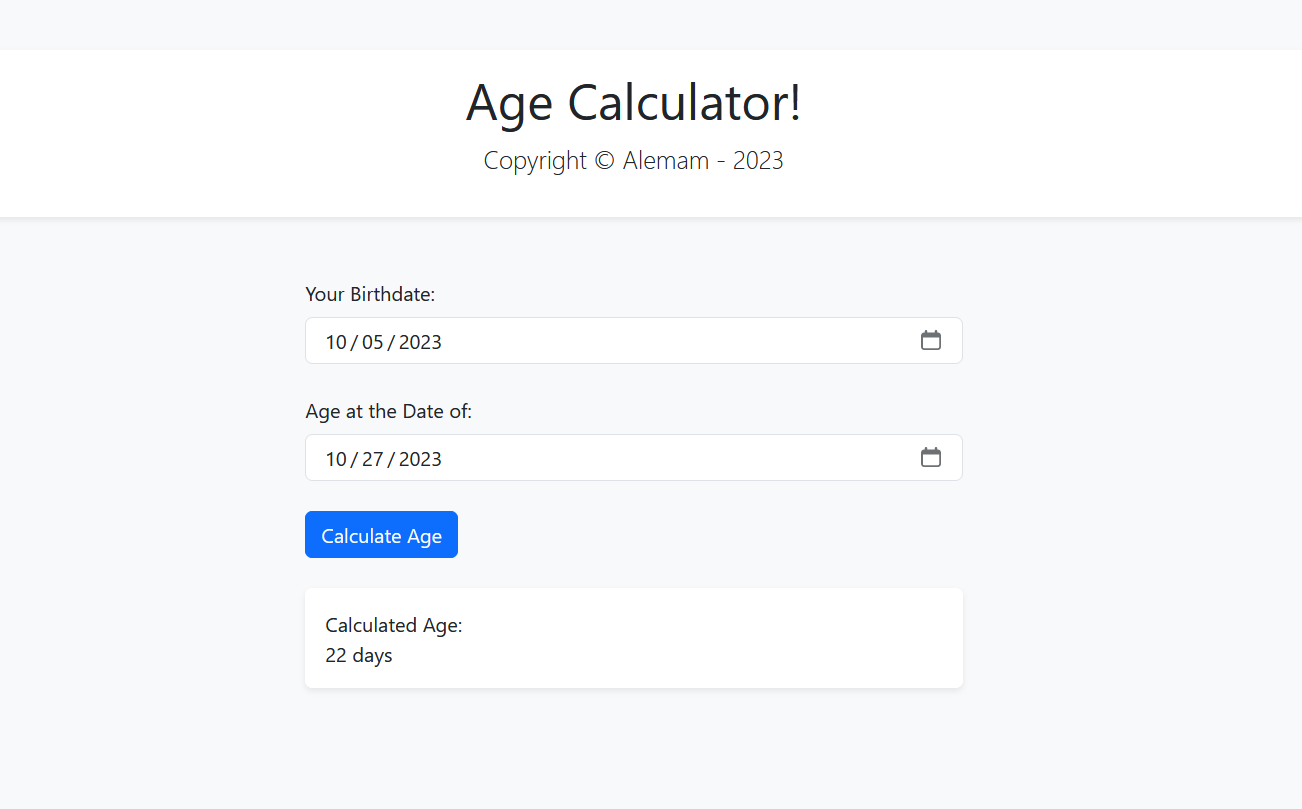 Age Calculator!
Copyright © Alemam - 2023
Your Birthdate:
10/05/2023
Age at the Date of:
10/27/2023
Calculate Age
Calculated Age:
22 days